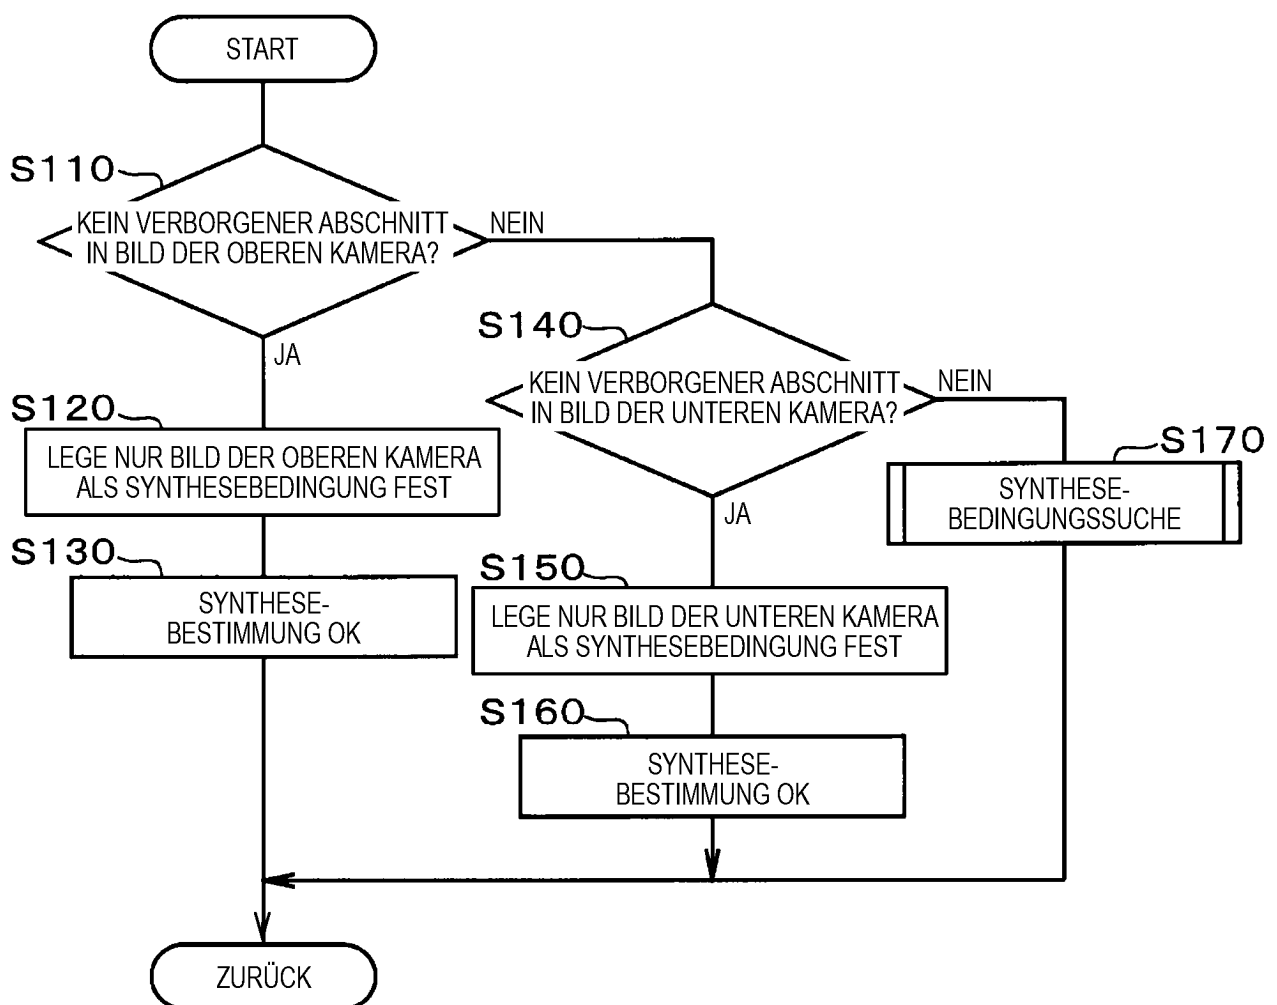 START
S110
KEIN VERBORGENER ABSCHNITT
IN BILD DER OBEREN KAMERA?
NEIN
JA
S140
KEIN VERBORGENER ABSCHNITT
IN BILD DER UNTEREN KAMERA?
NEIN
JA
S120
LEGE NUR BILD DER OBEREN KAMERA
ALS SYNTHESEBEDINGUNG FEST
S170
SYNTHESE-
BEDINGUNGSSUCHE
S130
SYNTHESE-
BESTIMMUNG OK
S150
LEGE NUR BILD DER UNTEREN KAMERA
ALS SYNTHESEBEDINGUNG FEST
S160
SYNTHESE-
BESTIMMUNG OK
ZURÜCK